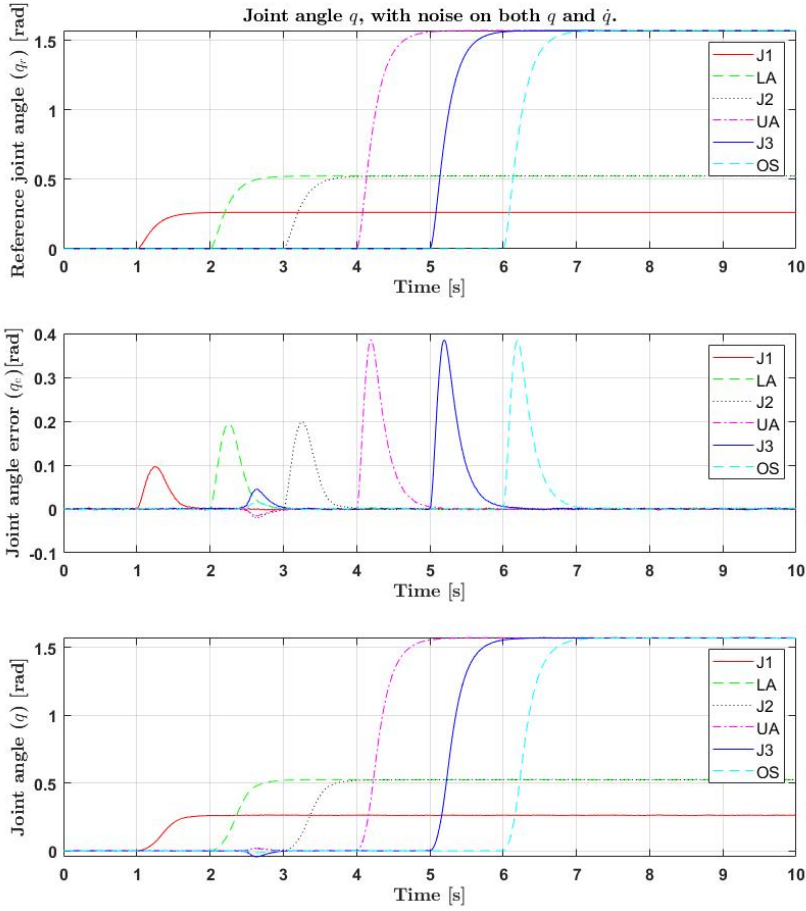 Joint angle q, with noise on both q and q̇.
Reference joint angle (qᵣ) [rad]
1.5
1
0.5
0
J1
LA
J2
UA
J3
OS
0 1 2 3 4 5 6 7 8 9 10
Time [s]
Joint angle error (qₑ)[rad]
0.4
0.3
0.2
0.1
0
-0.1
J1
LA
J2
UA
J3
OS
0 1 2 3 4 5 6 7 8 9 10
Time [s]
Joint angle (q) [rad]
1.5
1
0.5
0
J1
LA
J2
UA
J3
OS
0 1 2 3 4 5 6 7 8 9 10
Time [s]